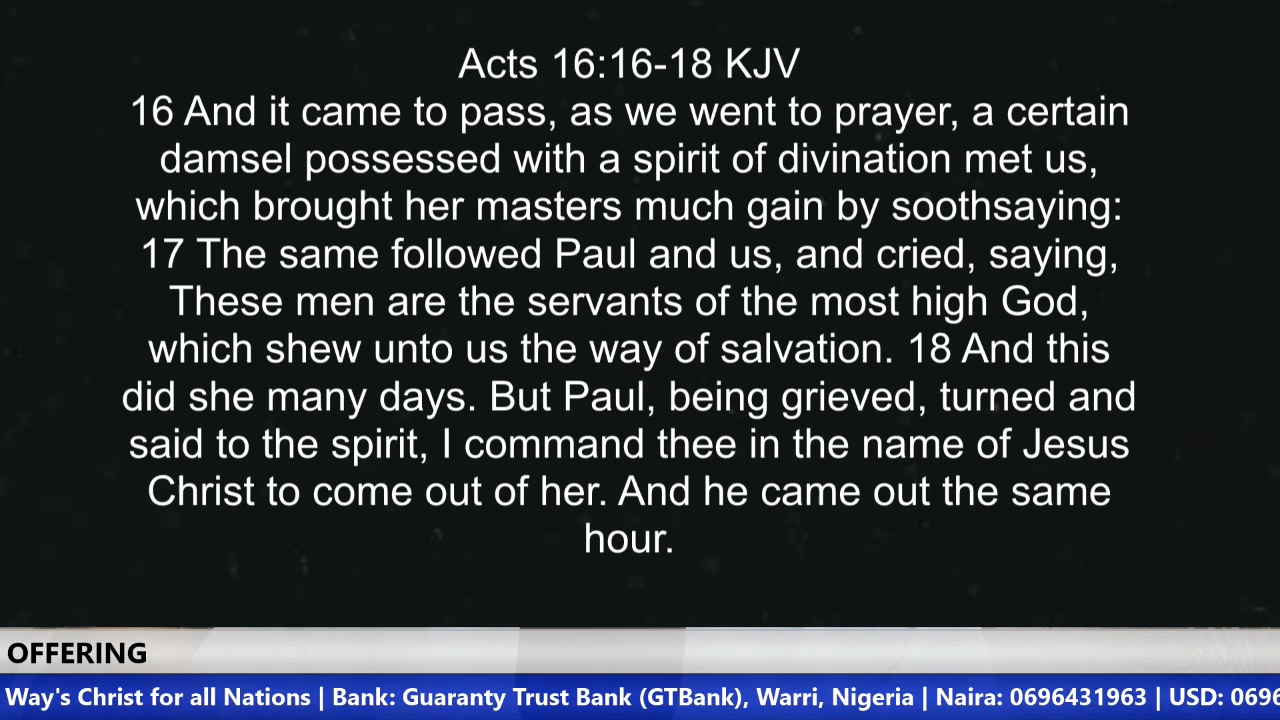 Acts 16:16-18 KJV
16 And it came to pass, as we went to prayer, a certain
damsel possessed with a spirit of divination met us,
which brought her masters much gain by soothsaying:
17 The same followed Paul and us, and cried, saying,
These men are the servants of the most high God,
which shew unto us the way of salvation. 18 And this
did she many days. But Paul, being grieved, turned and
said to the spirit, I command thee in the name of Jesus
Christ to come out of her. And he came out the same
hour.
OFFERING
Way's Christ for all Nations | Bank: Guaranty Trust Bank (GTBank), Warri, Nigeria | Naira: 0696431963 | USD: 0696